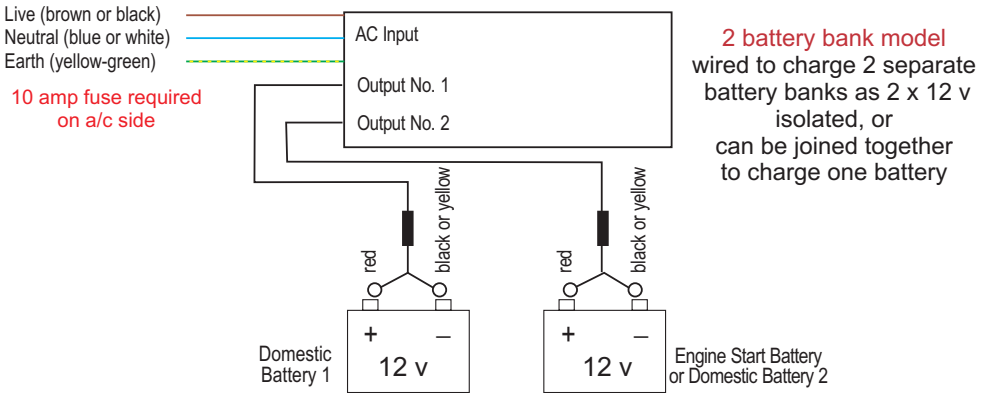 Live (brown or black)
Neutral (blue or white)
Earth (yellow-green)
10 amp fuse required
on a/c side
AC Input
Output No. 1
Output No. 2
2 battery bank model
wired to charge 2 separate
battery banks as 2 x 12 v
isolated, or
can be joined together
to charge one battery
red
black or yellow
red
black or yellow
+ –
12 v
+ –
12 v
Domestic
Battery 1
Engine Start Battery
or Domestic Battery 2